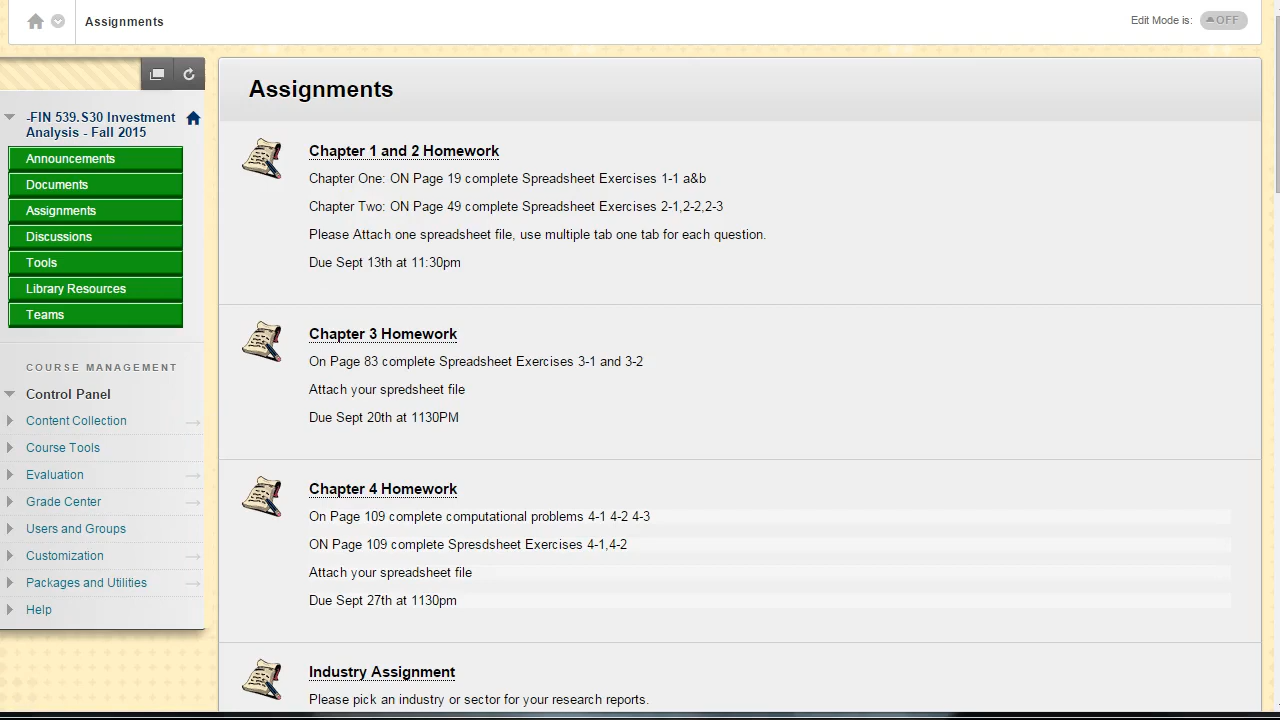 Assignments
Edit Mode is: OFF
Assignments
-FIN 539.S30 Investment
Analysis - Fall 2015
Announcements
Documents
Assignments
Discussions
Tools
Library Resources
Teams
COURSE MANAGEMENT
Control Panel
Content Collection
Course Tools
Evaluation
Grade Center
Users and Groups
Customization
Packages and Utilities
Help
Chapter 1 and 2 Homework
Chapter One: ON Page 19 complete Spreadsheet Exercises 1-1 a&b
Chapter Two: ON Page 49 complete Spreadsheet Exercises 2-1,2-2,2-3
Please Attach one spreadsheet file, use multiple tab one tab for each question.
Due Sept 13th at 11:30pm
Chapter 3 Homework
On Page 83 complete Spreadsheet Exercises 3-1 and 3-2
Attach your spredsheet file
Due Sept 20th at 1130PM
Chapter 4 Homework
On Page 109 complete computational problems 4-1 4-2 4-3
ON Page 109 complete Spresdsheet Exercises 4-1,4-2
Attach your spreadsheet file
Due Sept 27th at 1130pm
Industry Assignment
Please pick an industry or sector for your research reports.